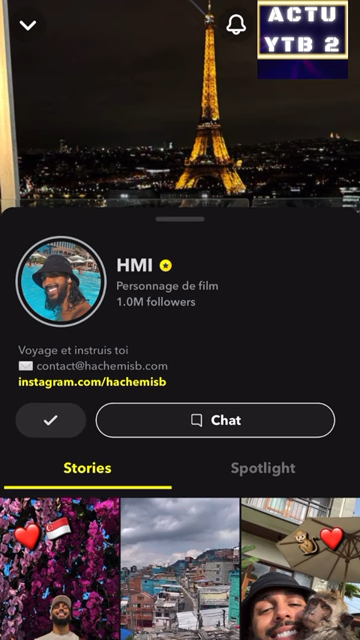 ACTU
YTB 2
HMI
Personnage de film
1.0M followers
Voyage et instruis toi
contact@hachemisb.com
instagram.com/hachemisb
Chat
Stories
Spotlight